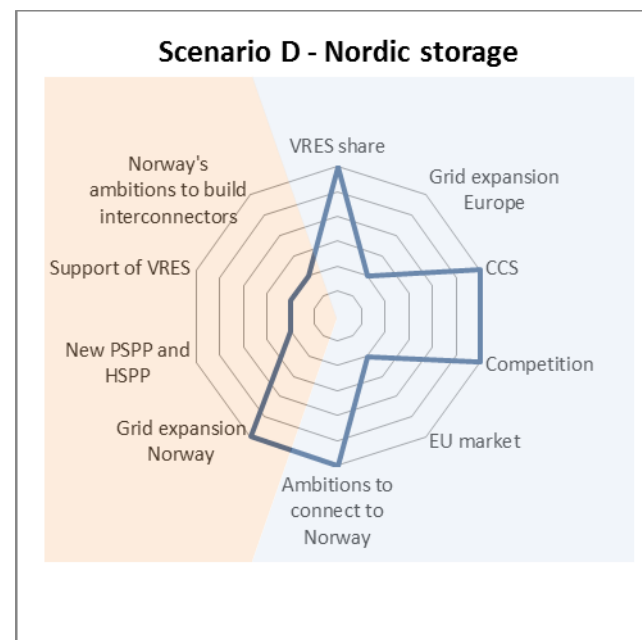 Scenario D - Nordic storage
VRES share
Grid expansion
Europe
CCS
Competition
EU market
Ambitions to
connect to
Norway
Grid expansion
Norway
New PSPP and
HSPP
Support of VRES
Norway's
ambitions to build
interconnectors